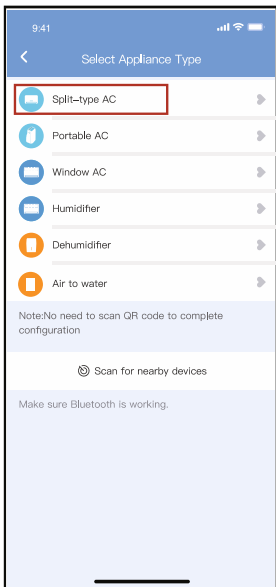 9:41
Select Appliance Type
Split-type AC
Portable AC
Window AC
Humidifier
Dehumidifier
Air to water
Note:No need to scan QR code to complete
configuration
Scan for nearby devices
Make sure Bluetooth is working.